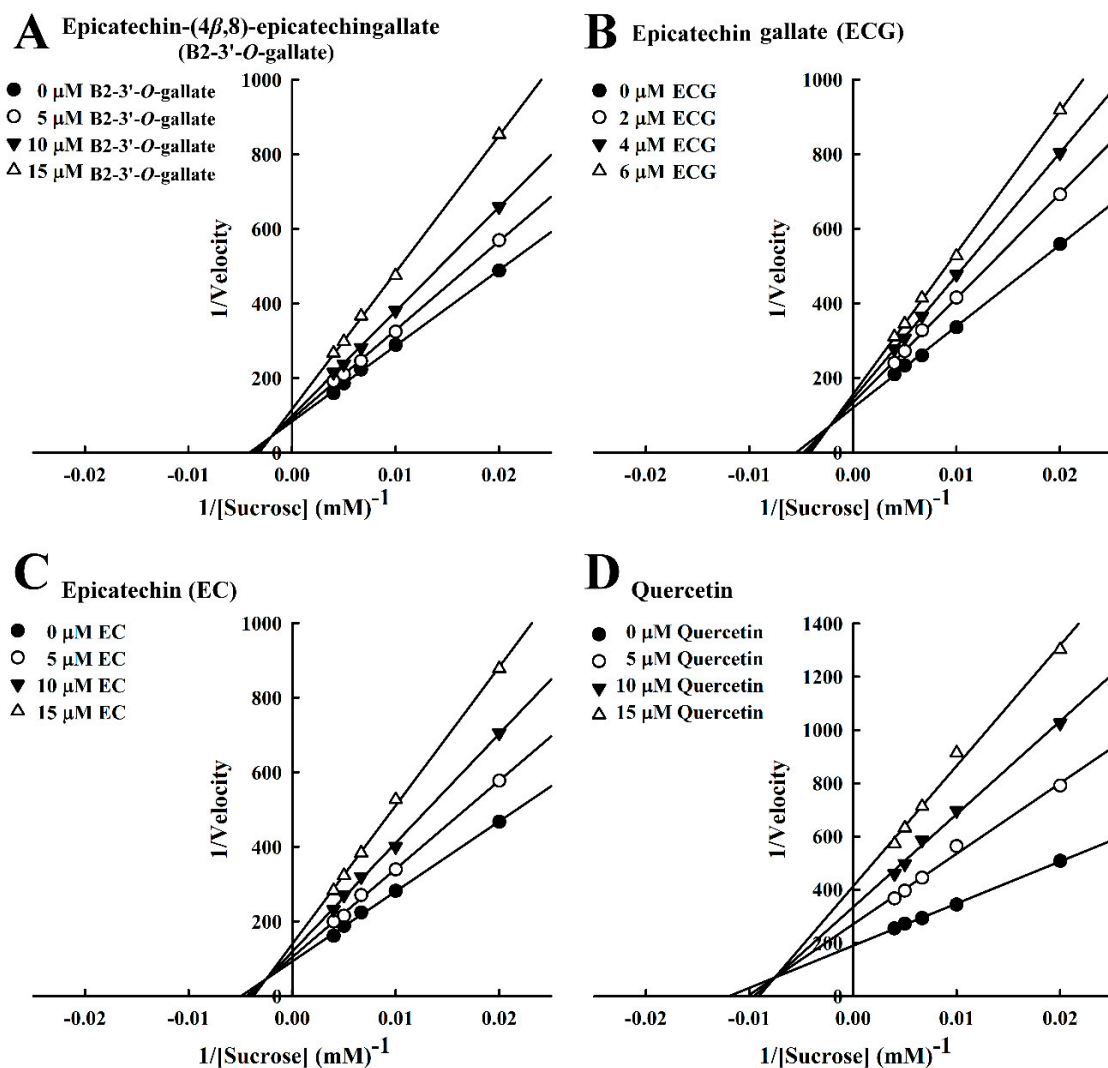 A Epicatechin-(4β,8)-epicatechingallate
(B2-3'-O-gallate)
0 μM B2-3'-O-gallate
5 μM B2-3'-O-gallate
10 μM B2-3'-O-gallate
15 μM B2-3'-O-gallate
1000
800
600
400
200
0
1/Velocity
-0.02 -0.01 0.00 0.01 0.02
1/[Sucrose] (mM)-1
B Epicatechin gallate (ECG)
0 μM ECG
2 μM ECG
4 μM ECG
6 μM ECG
1000
800
600
400
200
0
1/Velocity
-0.02 -0.01 0.00 0.01 0.02
1/[Sucrose] (mM)-1
C Epicatechin (EC)
0 μM EC
5 μM EC
10 μM EC
15 μM EC
1000
800
600
400
200
0
1/Velocity
-0.02 -0.01 0.00 0.01 0.02
1/[Sucrose] (mM)-1
D Quercetin
0 μM Quercetin
5 μM Quercetin
10 μM Quercetin
15 μM Quercetin
1400
1200
1000
800
600
400
200
0
1/Velocity
-0.02 -0.01 0.00 0.01 0.02
1/[Sucrose] (mM)-1